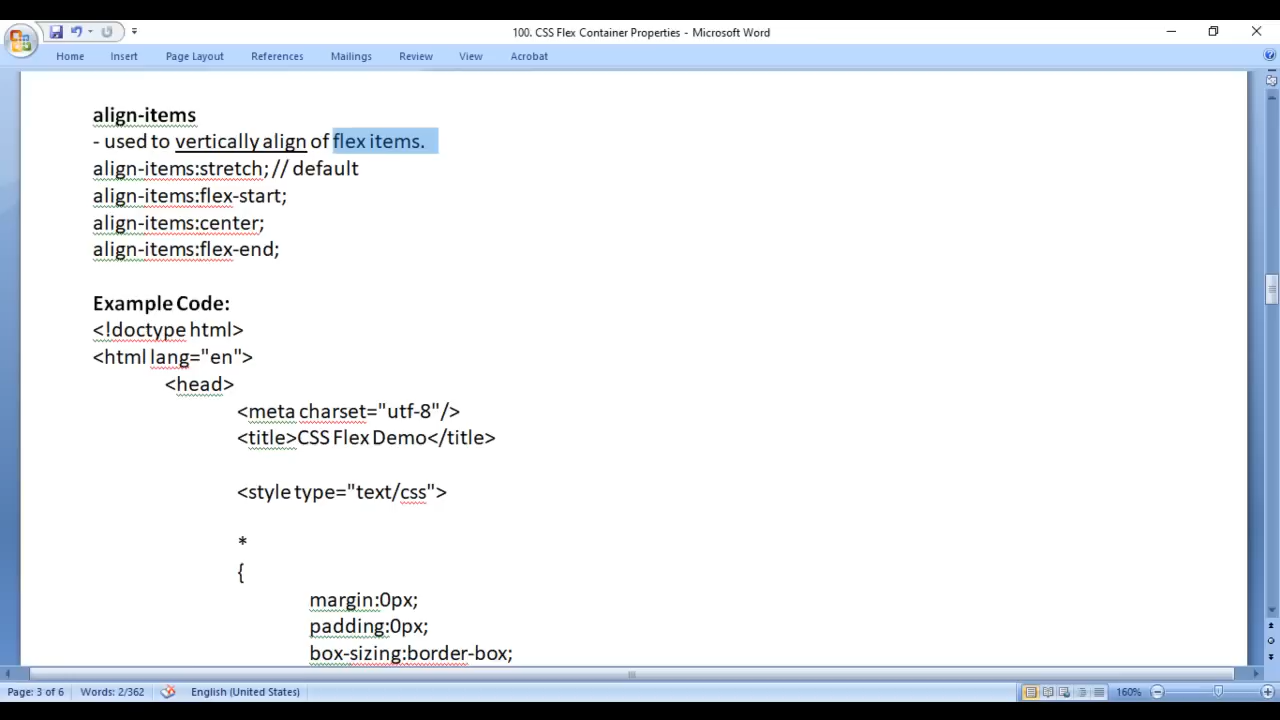 100. CSS Flex Container Properties - Microsoft Word
Home Insert Page Layout References Mailings Review View Acrobat
align-items
- used to vertically align of flex items.
align-items:stretch; // default
align-items:flex-start;
align-items:center;
align-items:flex-end;
Example Code:
<!doctype html>
<html lang="en">
<head>
<meta charset="utf-8"/>
<title>CSS Flex Demo</title>
<style type="text/css">
*
{
margin:0px;
padding:0px;
box-sizing:border-box;
Page: 3 of 6 Words: 2/362 English (United States) 160%